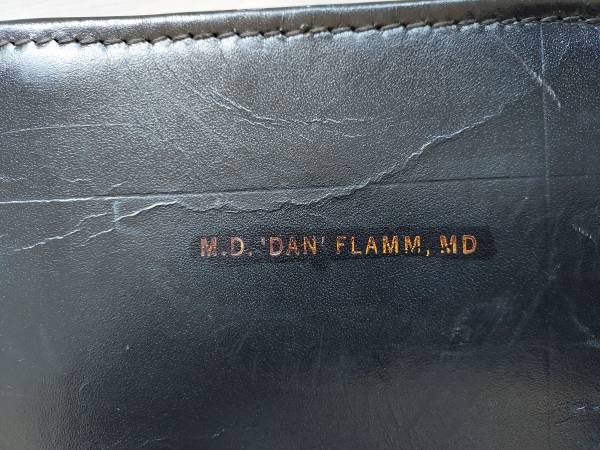 M.D. 'DAN' FLAMM, MD